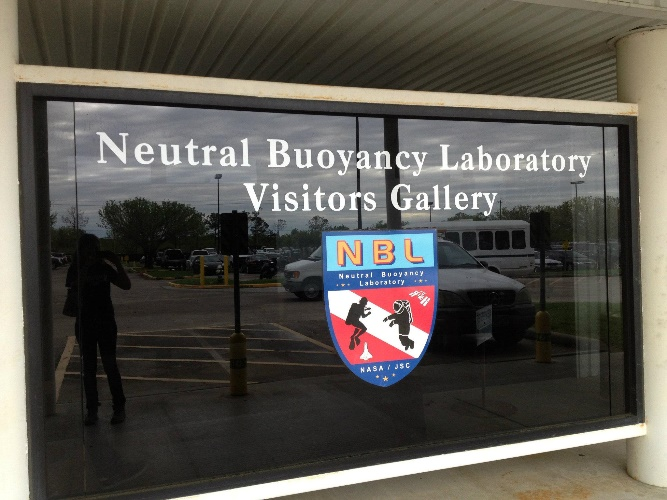 Neutral Buoyancy Laboratory
Visitors Gallery
NBL
Neutral Buoyancy
Laboratory
NASA / JSC